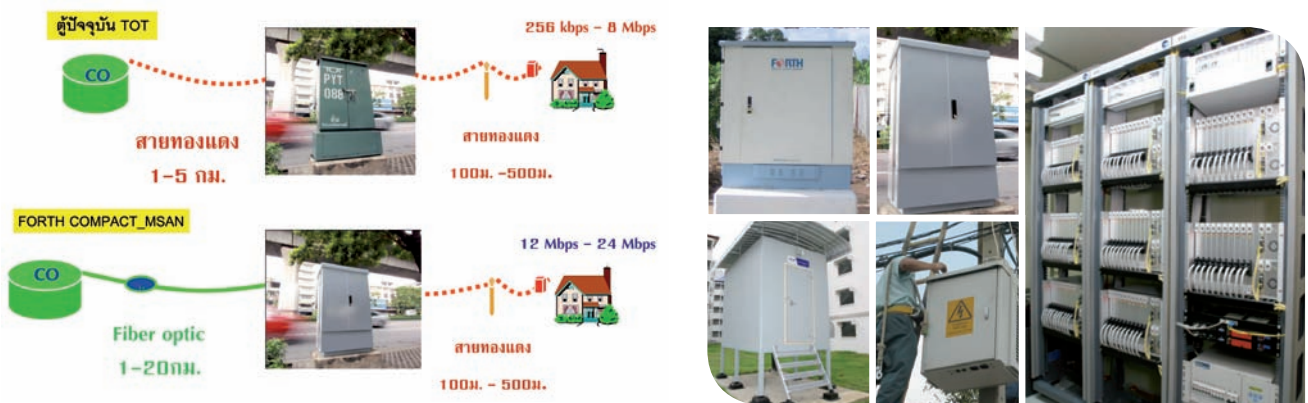 ตู้ปัจจุบัน TOT
256 kbps - 8 Mbps
CO
PYT
088
สายทองแดง
1-5 กม.
สายทองแดง
100ม. -500ม.
FORTH COMPACT_MSAN
12 Mbps - 24 Mbps
CO
Fiber optic
1-20กม.
สายทองแดง
100ม. - 500ม.
FORTH